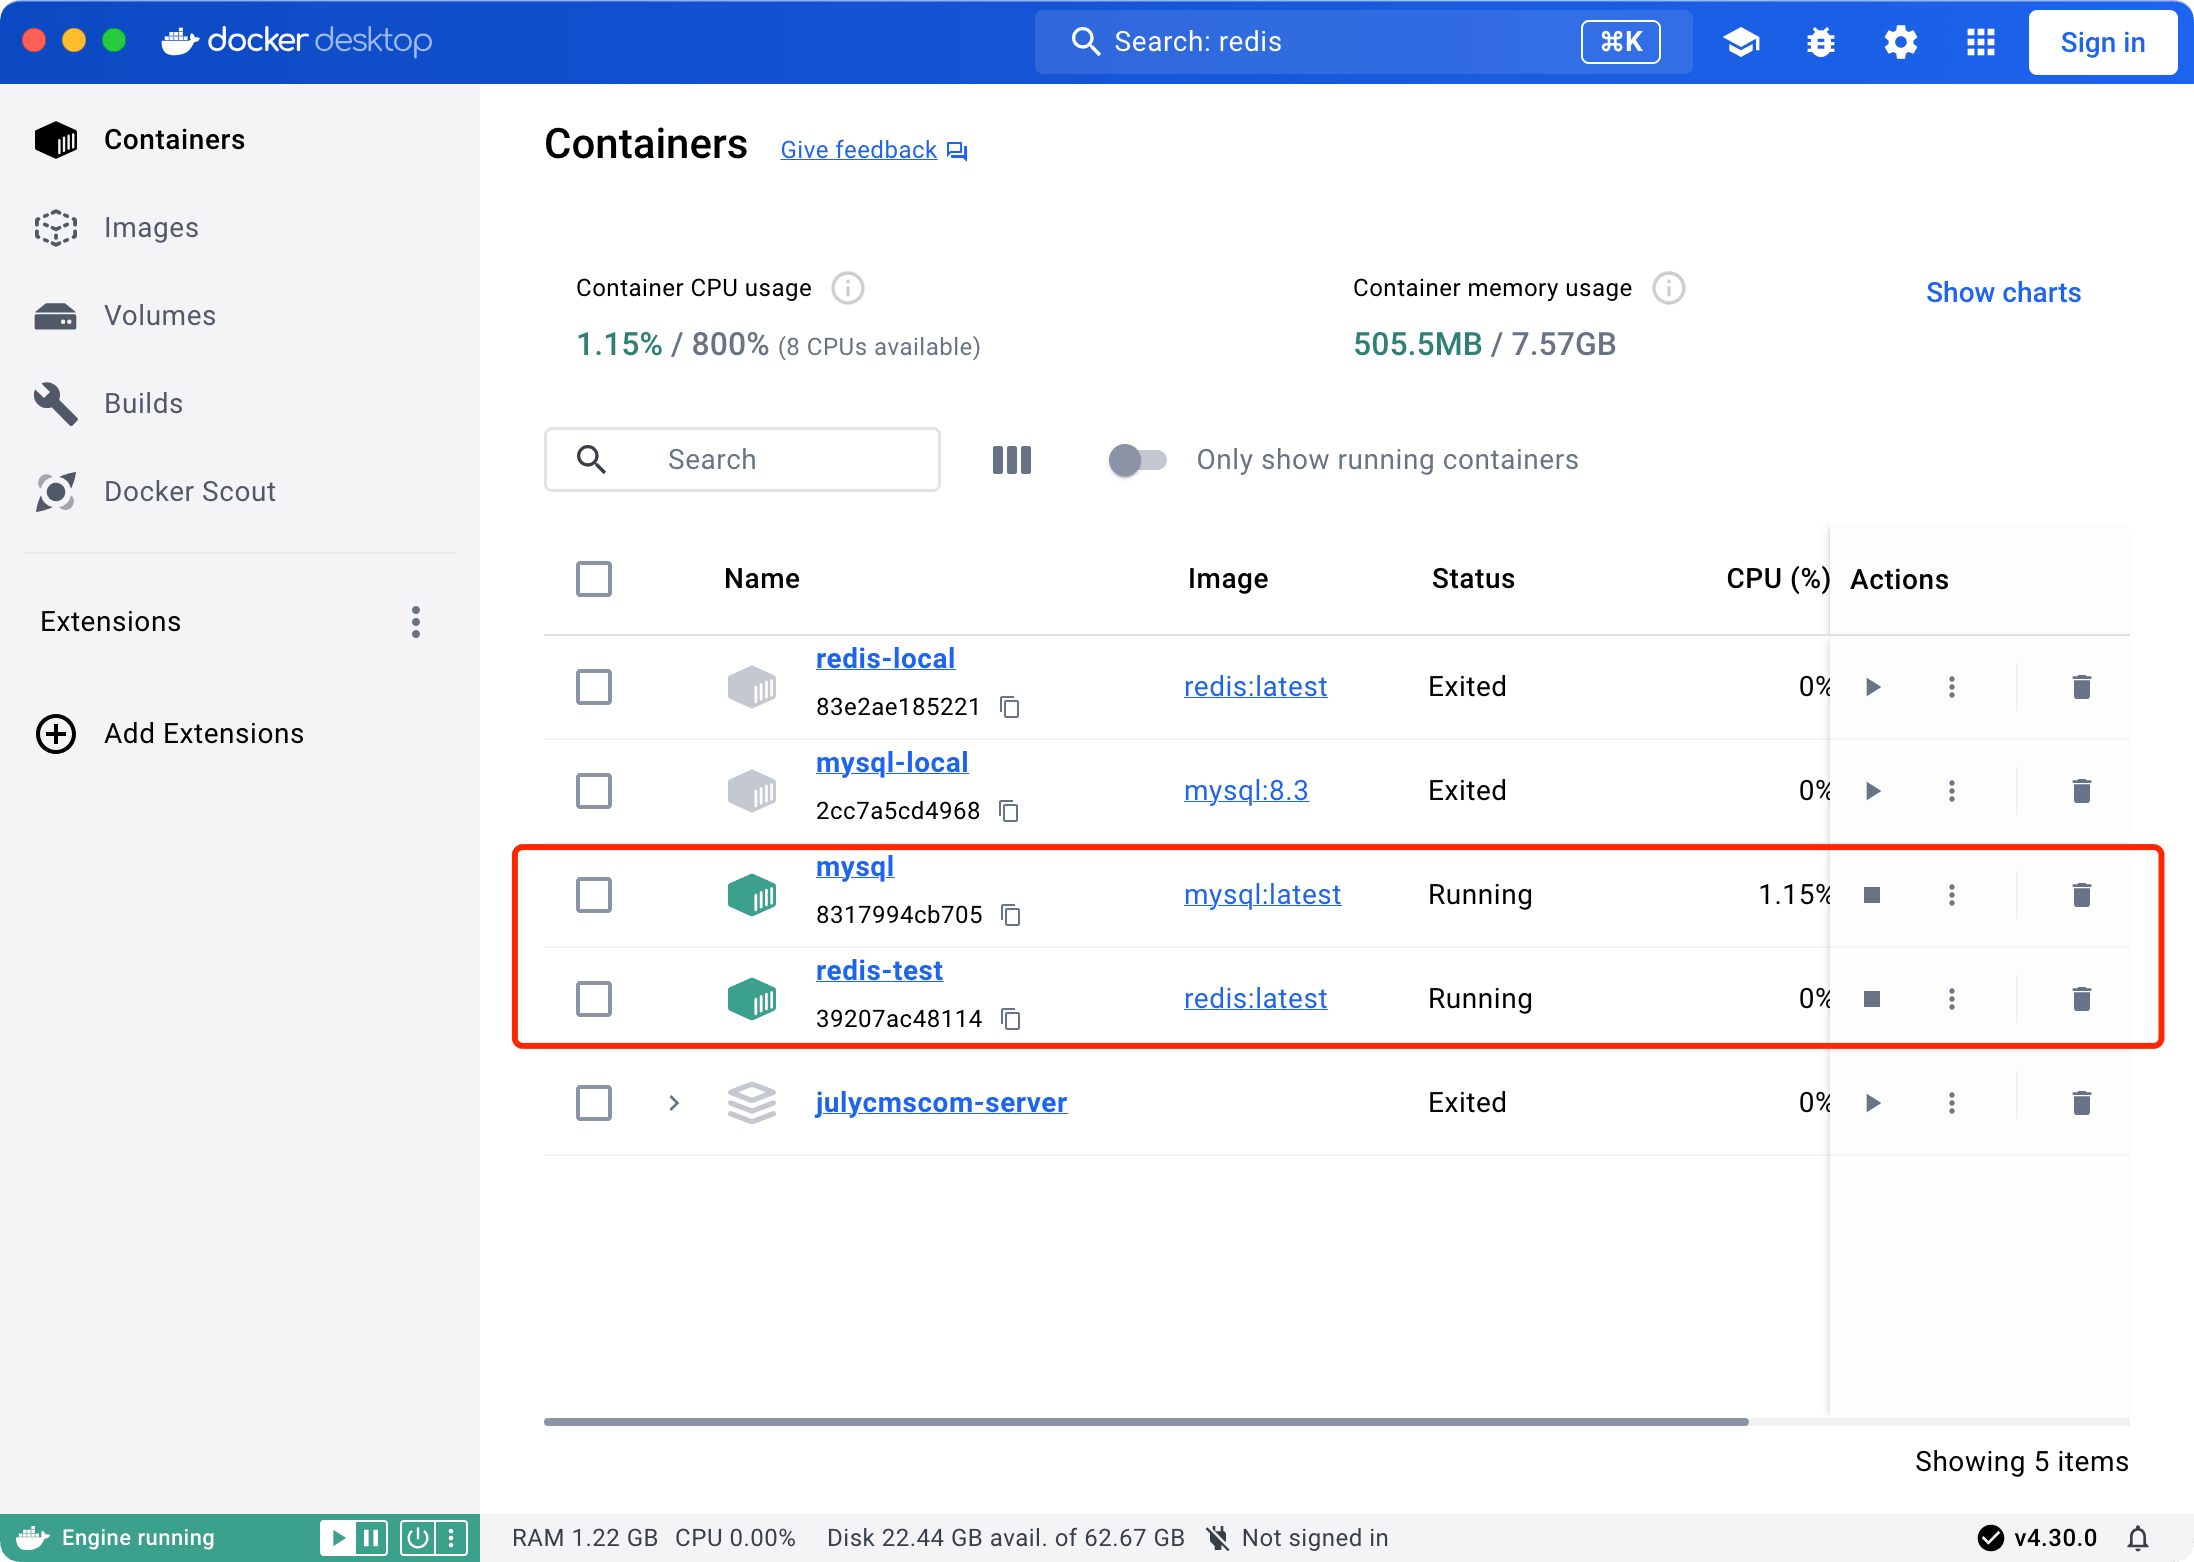 docker desktop
Search: redis
⌘K
Sign in
Containers
Images
Volumes
Builds
Docker Scout
Extensions
Add Extensions
Containers
Give feedback
Container CPU usage
1.15% / 800% (8 CPUs available)
Container memory usage
505.5MB / 7.57GB
Show charts
Search
Only show running containers
Name Image Status CPU (%) Actions
redis-local
83e2ae185221
redis:latest Exited 0%
mysql-local
2cc7a5cd4968
mysql:8.3 Exited 0%
mysql
8317994cb705
mysql:latest Running 1.15%
redis-test
39207ac48114
redis:latest Running 0%
julycmscom-server Exited 0%
Showing 5 items
Engine running
RAM 1.22 GB CPU 0.00% Disk 22.44 GB avail. of 62.67 GB Not signed in
v4.30.0